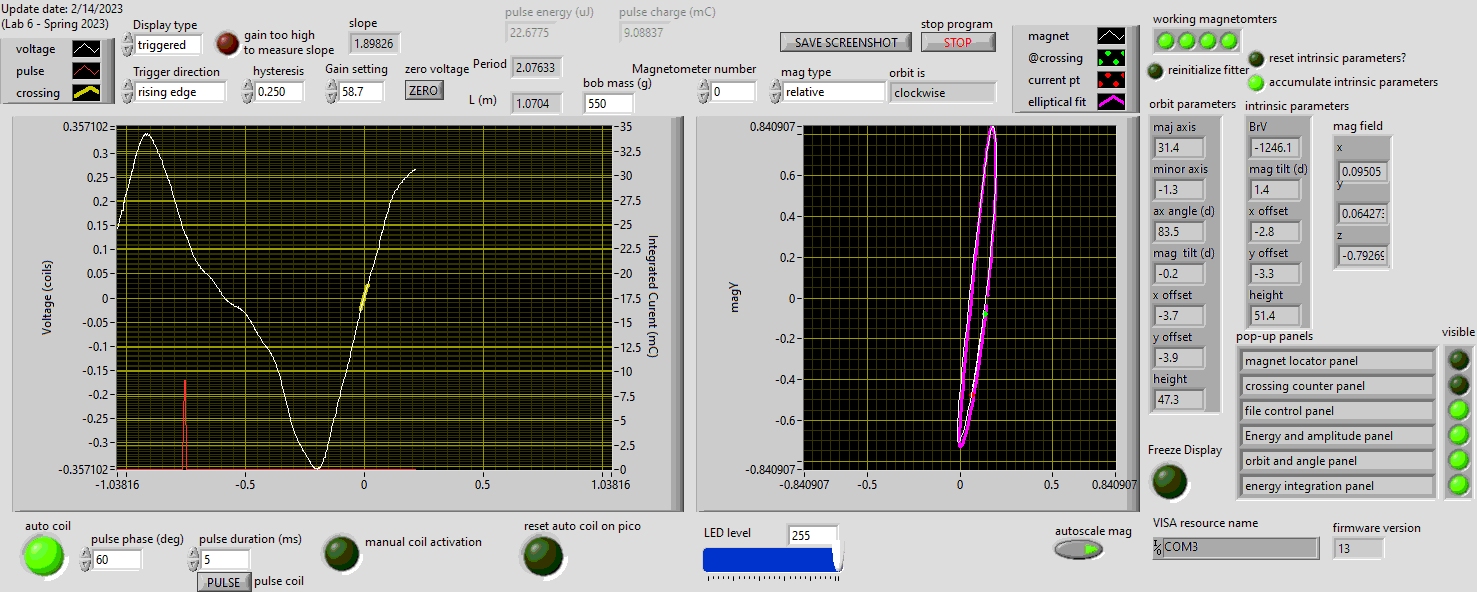 Update date: 2/14/2023
(Lab 6 - Spring 2023)
voltage
pulse
crossing
Display type
triggered
gain too high
to measure slope
slope
1.89826
pulse energy (uJ)
22.6775
pulse charge (mC)
9.08837
Trigger direction
rising edge
hysteresis
0.250
Gain setting
58.7
zero voltage
ZERO
Period
2.07633
L (m)
1.0704
bob mass (g)
550
SAVE SCREENSHOT
stop program
STOP
Magnetometer number
0
mag type
relative
orbit is
clockwise
magnet
@crossing
current pt
elliptical fit
working magnetomters
reinitialize fitter
reset intrinsic parameters?
accumulate intrinsic parameters
orbit parameters
maj axis
31.4
minor axis
-1.3
ax angle (d)
83.5
mag tilt (d)
-0.2
x offset
-3.7
y offset
-3.9
height
47.3
intrinsic parameters
BrV
-1246.1
mag tilt (d)
1.4
x offset
-2.8
y offset
-3.3
height
51.4
mag field
x
0.09505
y
z
-0.79269
0.357102
0.3
0.25
0.2
0.15
0.1
0.05
0
-0.05
-0.1
-0.15
-0.2
-0.25
-0.3
-0.357102
Voltage (coils)
35
32.5
30
27.5
25
22.5
20
17.5
15
12.5
10
7.5
5
2.5
0
Integrated Curent (mC)
-1.03816
-0.5
0
0.5
1.03816
0.840907
0.6
0.4
0.2
0
-0.2
-0.4
-0.6
-0.840907
magy
-0.840907
-0.5
0
0.5
0.840907
pop-up panels
visible
magnet locator panel
crossing counter panel
file control panel
Energy and amplitude panel
orbit and angle panel
energy integration panel
Freeze Display
auto coil
pulse phase (deg)
60
pulse duration (ms)
5
PULSE
pulse coil
manual coil activation
reset auto coil on pico
LED level
255
autoscale mag
VISA resource name
COM3
firmware version
13